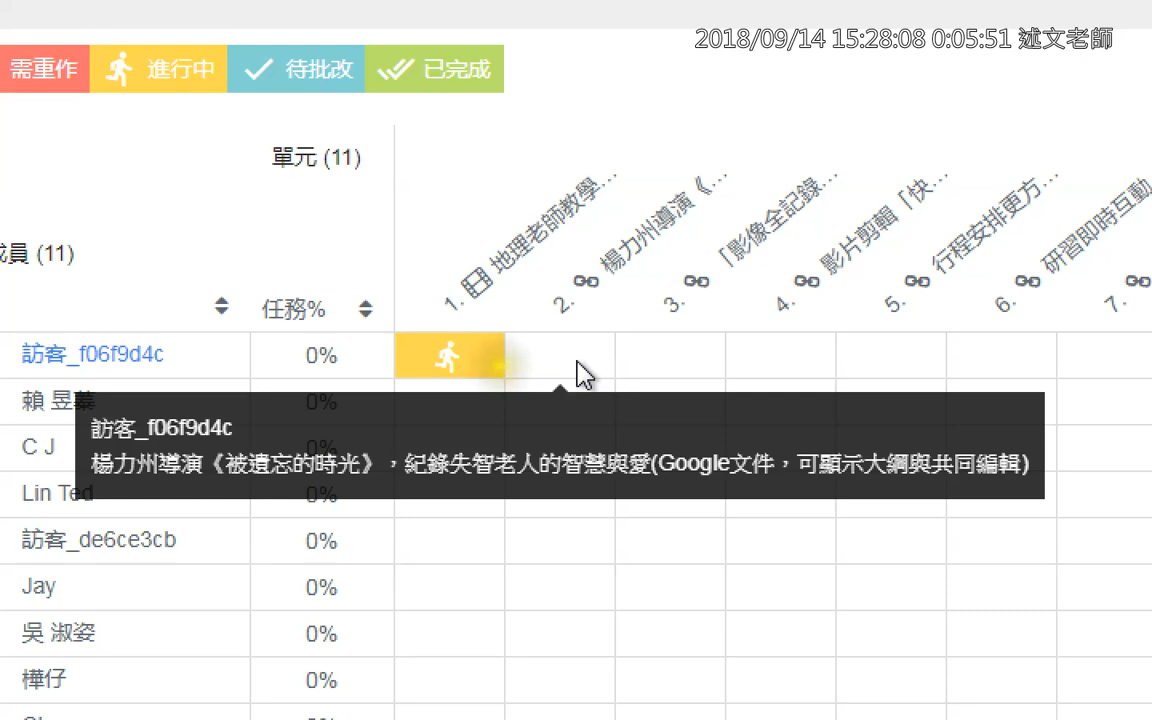 2018/09/14 15:28:08 0:05:51 述文老師
需重作 進行中 待批改 已完成
單元 (11)
成員 (11)
任務%
1. 地理老師教學...
2. 楊力州導演《...
3. 「影像全記錄...
4. 影片剪輯「快...
5. 行程安排更方...
6. 研習即時互動
7.
訪客_f06f9d4c 0%
賴 昱蓁 0%
訪客_f06f9d4c
C J 0%
楊力州導演《被遺忘的時光》，紀錄失智老人的智慧與愛(Google文件，可顯示大綱與共同編輯)
Lin Ted 0%
訪客_de6ce3cb 0%
Jay 0%
吳 淑姿 0%
樺仔 0%